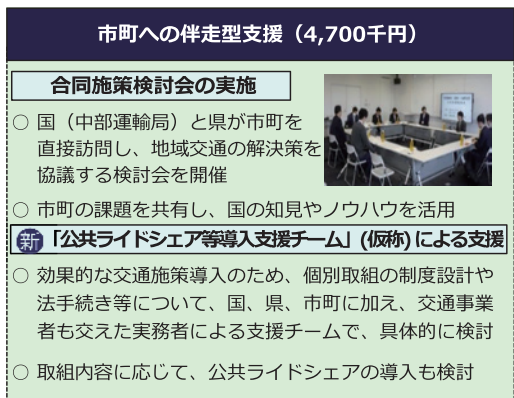 市町への伴走型支援（4,700千円）
合同施策検討会の実施
○ 国（中部運輸局）と県が市町を
直接訪問し、地域交通の解決策を
協議する検討会を開催
○ 市町の課題を共有し、国の知見やノウハウを活用
新「公共ライドシェア等導入支援チーム」(仮称) による支援
○ 効果的な交通施策導入のため、個別取組の制度設計や
法手続き等について、国、県、市町に加え、交通事業
者も交えた実務者による支援チームで、具体的に検討
○ 取組内容に応じて、公共ライドシェアの導入も検討